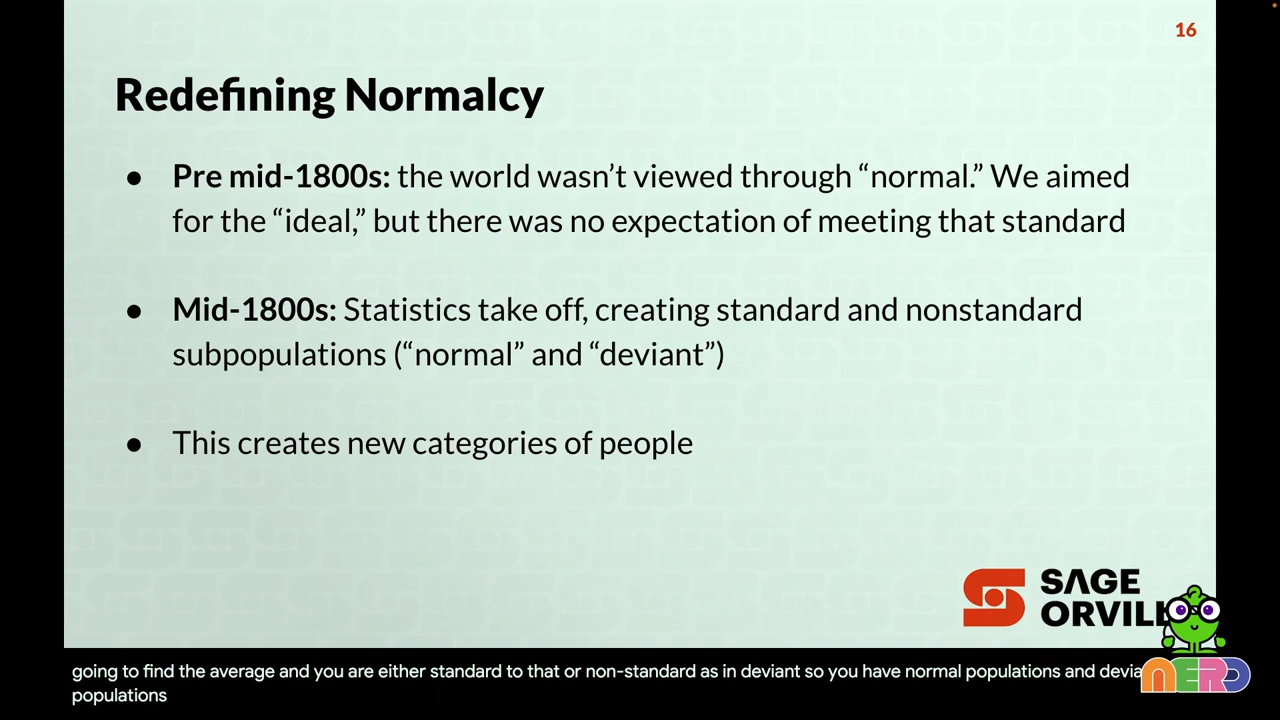 16
Redefining Normalcy
● Pre mid-1800s: the world wasn’t viewed through “normal.” We aimed
for the “ideal,” but there was no expectation of meeting that standard
● Mid-1800s: Statistics take off, creating standard and nonstandard
subpopulations (“normal” and “deviant”)
● This creates new categories of people
SAGE
going to find the average and you are either standard to that or non-standard as in deviant so you have normal populations and
populations
NERD